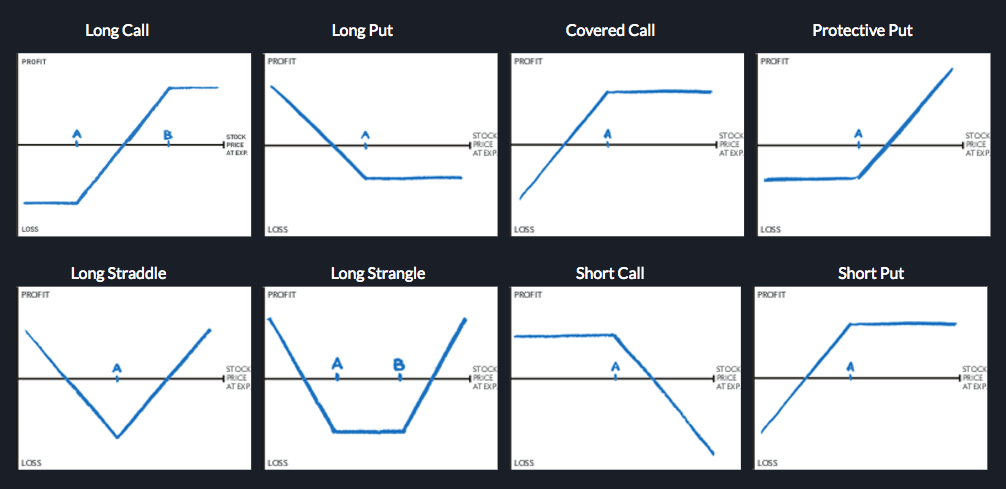 Long Call
Long Put
Covered Call
Protective Put
PROFIT
A
B
STOCK
PRICE
AT EXP.
LOSS
PROFIT
A
STOCK
PRICE
AT EXP.
LOSS
PROFIT
A
STOCK
PRICE
AT EXP.
LOSS
PROFIT
A
STOCK
PRICE
AT EXP.
LOSS
Long Straddle
Long Strangle
Short Call
Short Put
PROFIT
A
STOCK
PRICE
AT EXP.
LOSS
PROFIT
A
B
STOCK
PRICE
AT EXP.
LOSS
PROFIT
A
STOCK
PRICE
AT EXP.
LOSS
PROFIT
A
STOCK
PRICE
AT EXP.
LOSS